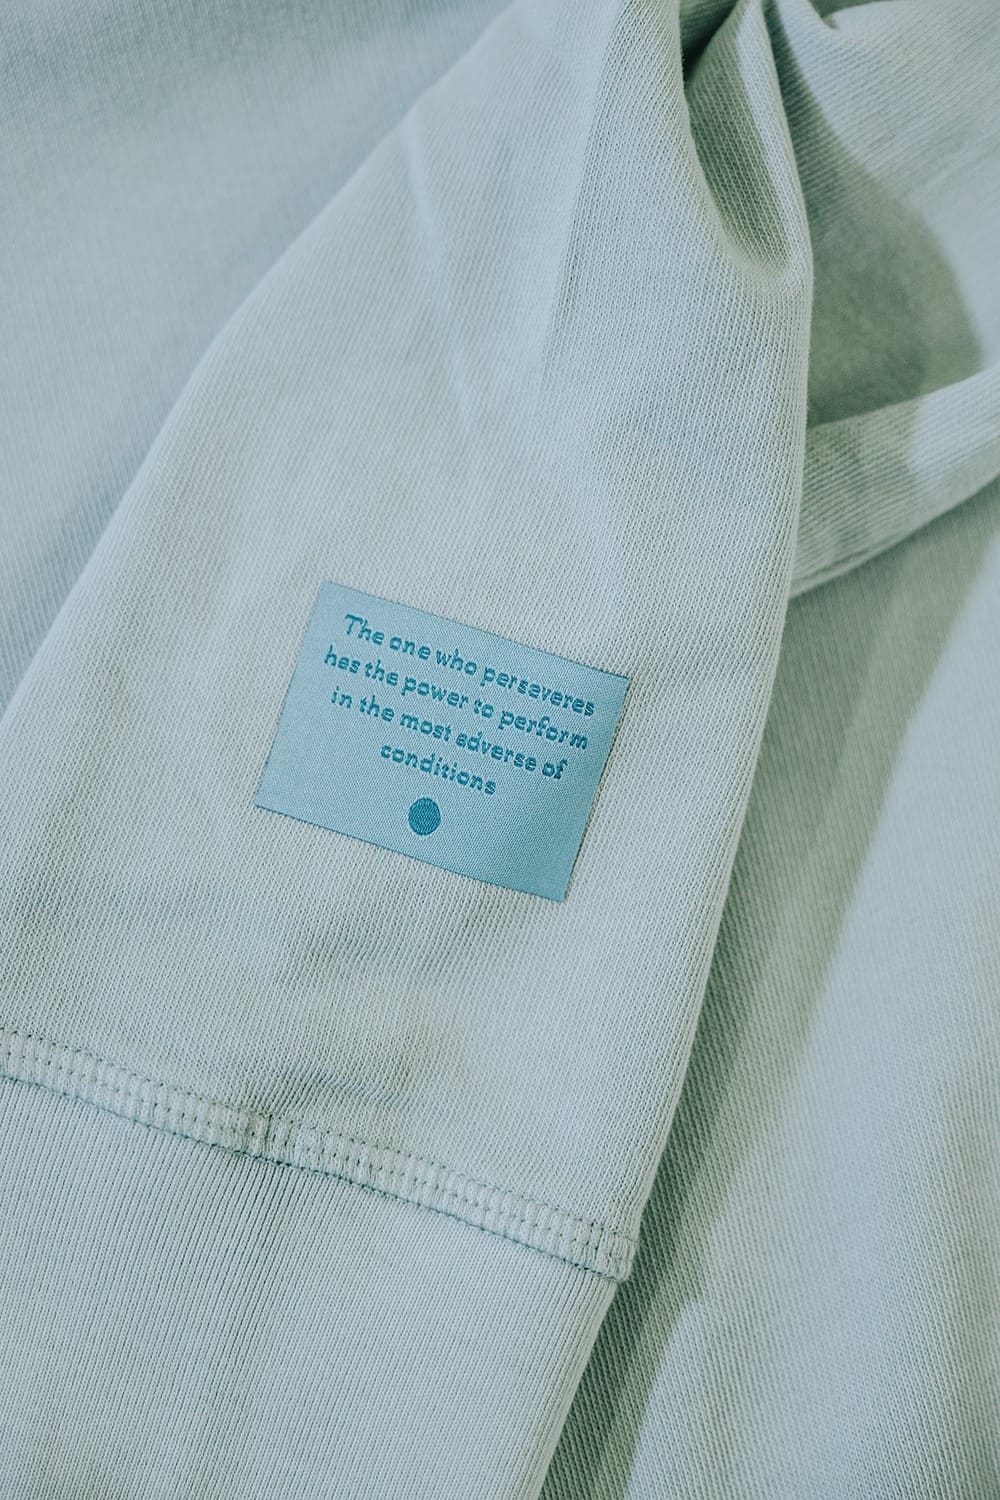 The one who perseveres
has the power to perform
in the most adverse of
conditions